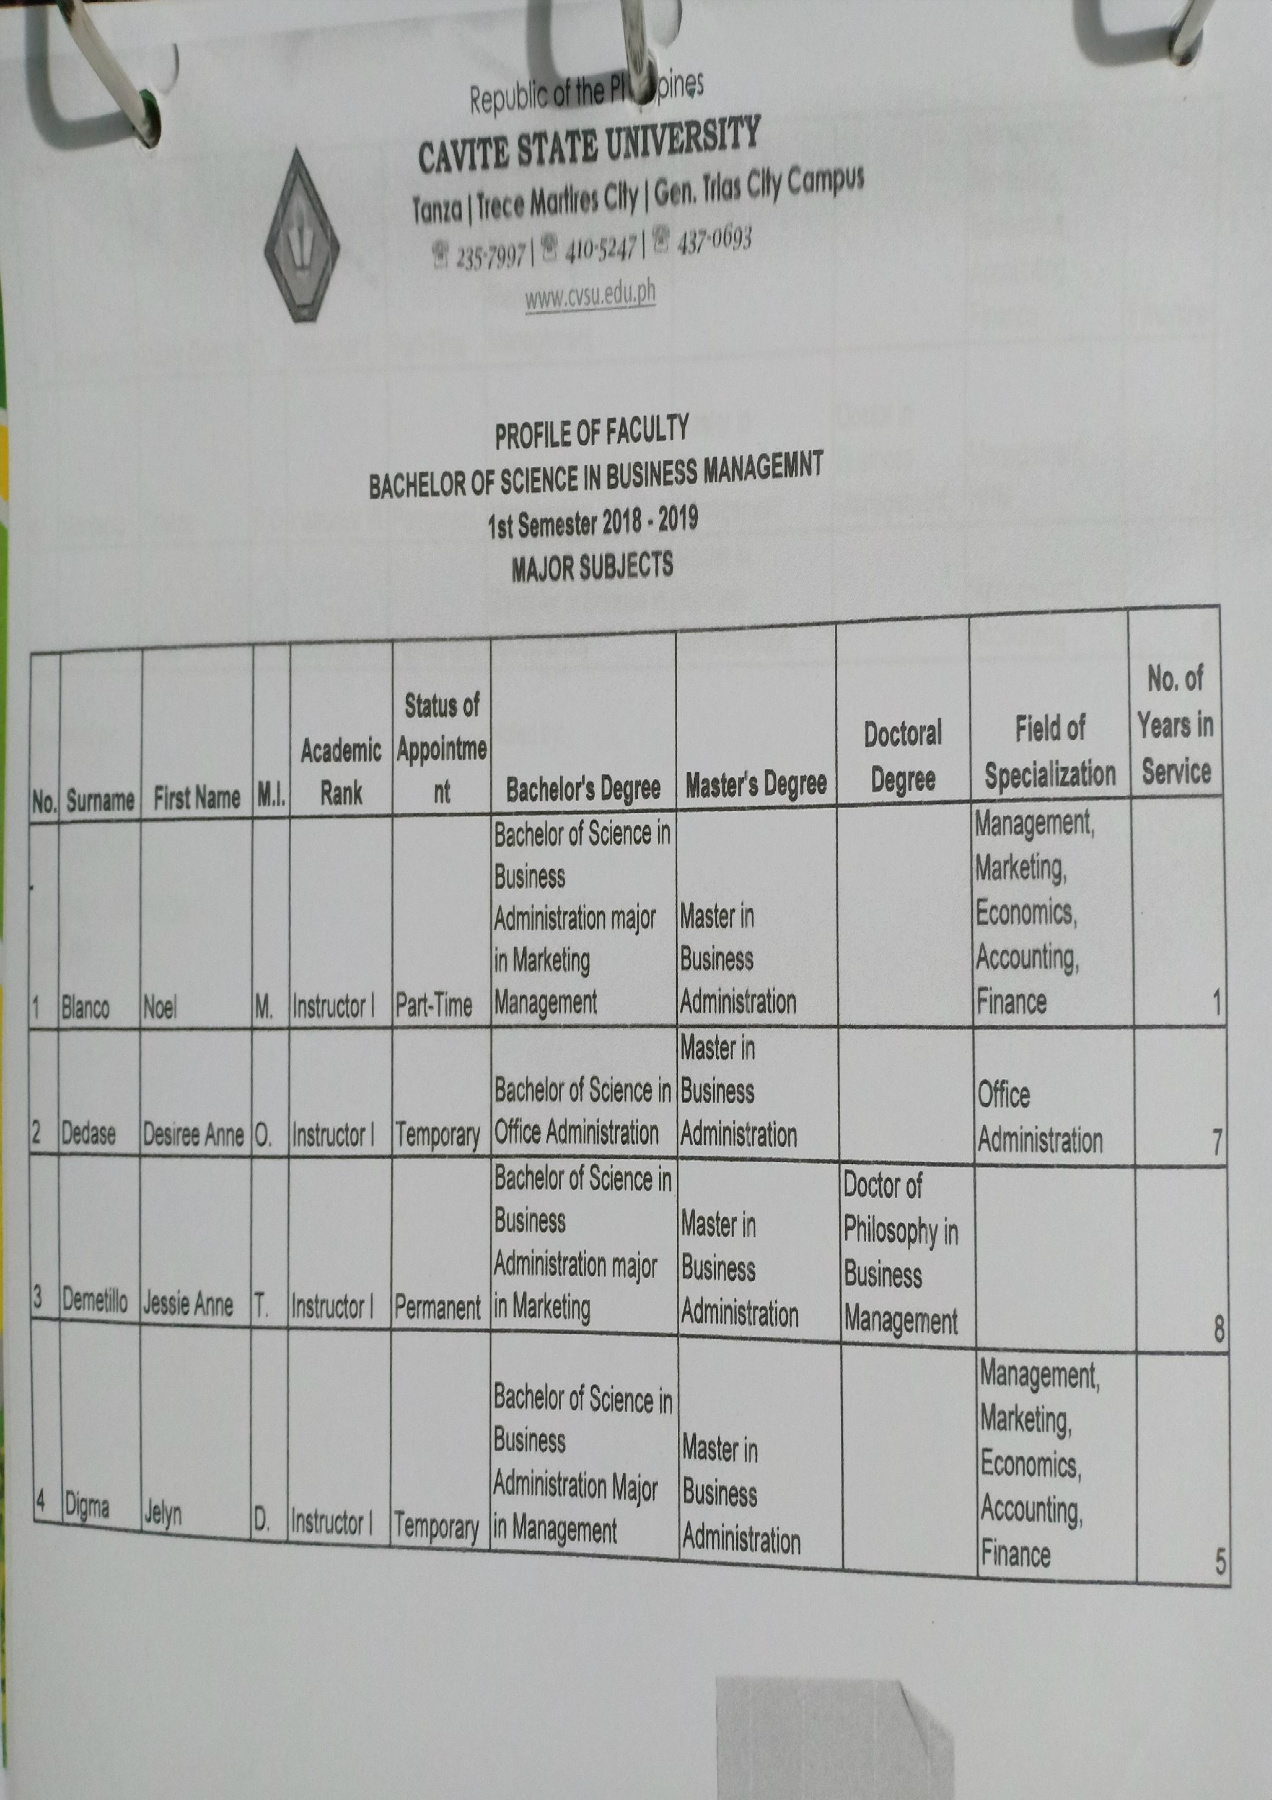 Republic of the Pl pines
CAVITE STATE UNIVERSITY
Tanza | Trece Martires City | Gen. Trias City Campus
☏ 235-7997 | ☏ 410-5247 | ☏ 437-0693
www.cvsu.edu.ph
PROFILE OF FACULTY
BACHELOR OF SCIENCE IN BUSINESS MANAGEMNT
1st Semester 2018 - 2019
MAJOR SUBJECTS
No.
Surname
First Name
M.I.
Academic
Rank
Status of
Appointme
nt
Bachelor's Degree
Master's Degree
Doctoral
Degree
Field of
Specialization
No. of
Years in
Service
1
Blanco
Noel
M.
Instructor I
Part-Time
Bachelor of Science in
Business
Administration major
in Marketing
Management
Master in
Business
Administration
Management,
Marketing,
Economics,
Accounting,
Finance
1
2
Dedase
Desiree Anne
O.
Instructor I
Temporary
Bachelor of Science in
Office Administration
Master in
Business
Administration
Office
Administration
7
3
Demetillo
Jessie Anne
T.
Instructor I
Permanent
Bachelor of Science in
Business
Administration major
in Marketing
Master in
Business
Administration
Doctor of
Philosophy in
Business
Management
8
4
Digma
Jelyn
D.
Instructor I
Temporary
Bachelor of Science in
Business
Administration Major
in Management
Master in
Business
Administration
Management,
Marketing,
Economics,
Accounting,
Finance
5